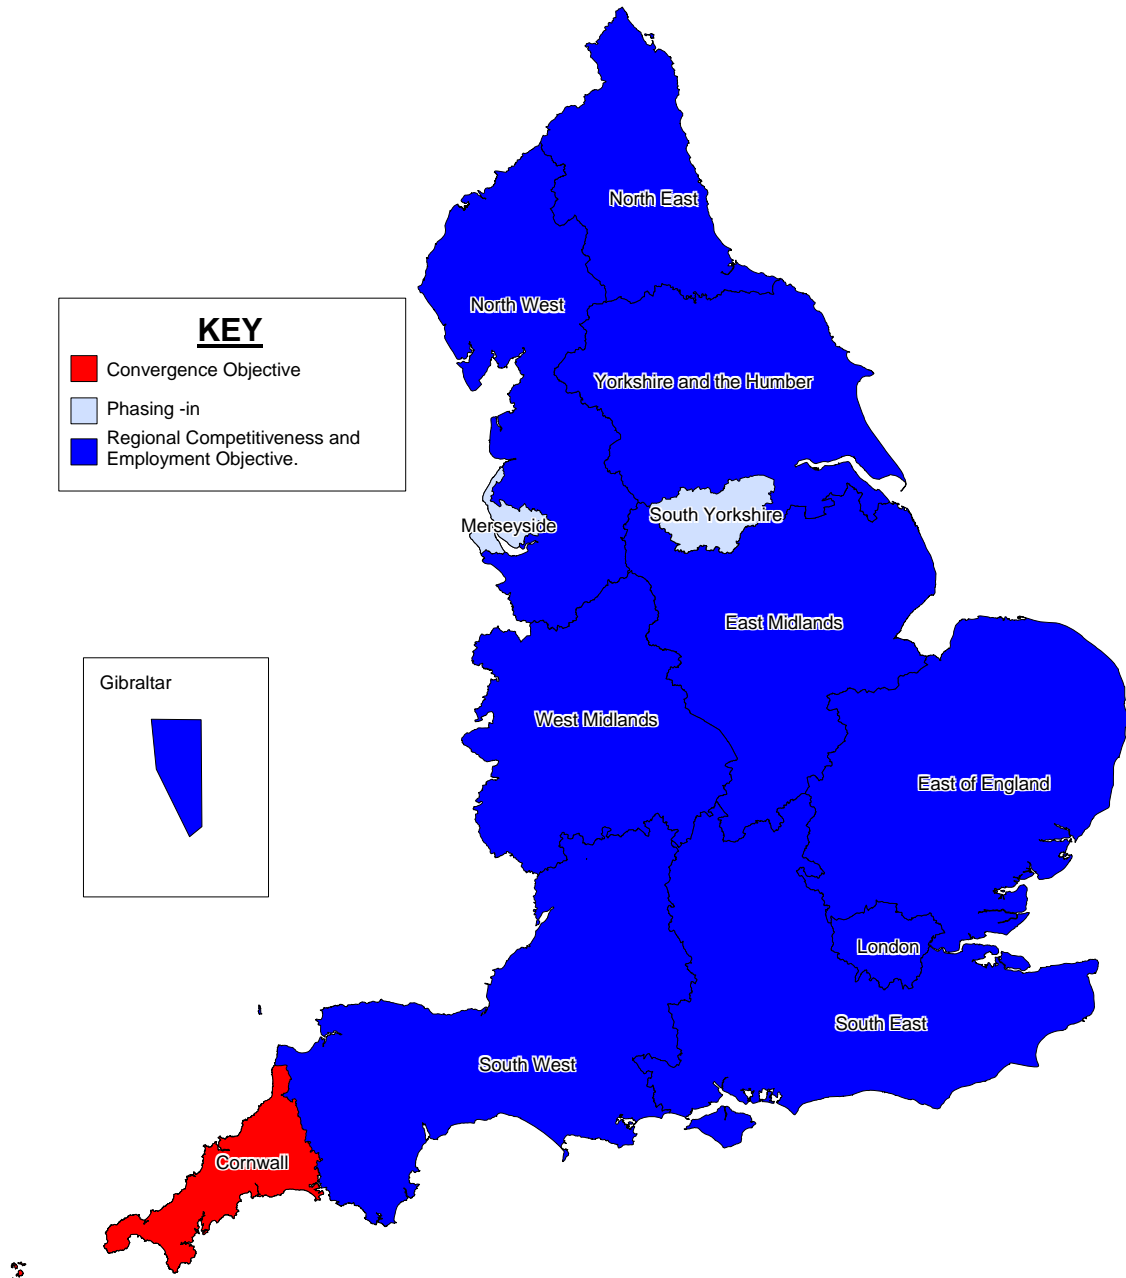 North East
North West
KEY
Convergence Objective
Phasing -in
Regional Competitiveness and
Employment Objective.
Yorkshire and the Humber
South Yorkshire
Merseyside
East Midlands
Gibraltar
West Midlands
East of England
London
South East
South West
Cornwall